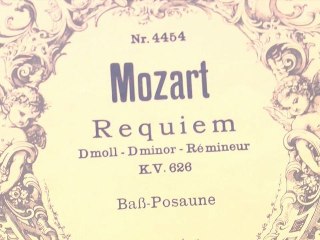 Nr. 4454
Mozart
Requiem
D moll - D minor - Ré mineur
K.V. 626
Baß-Posaune